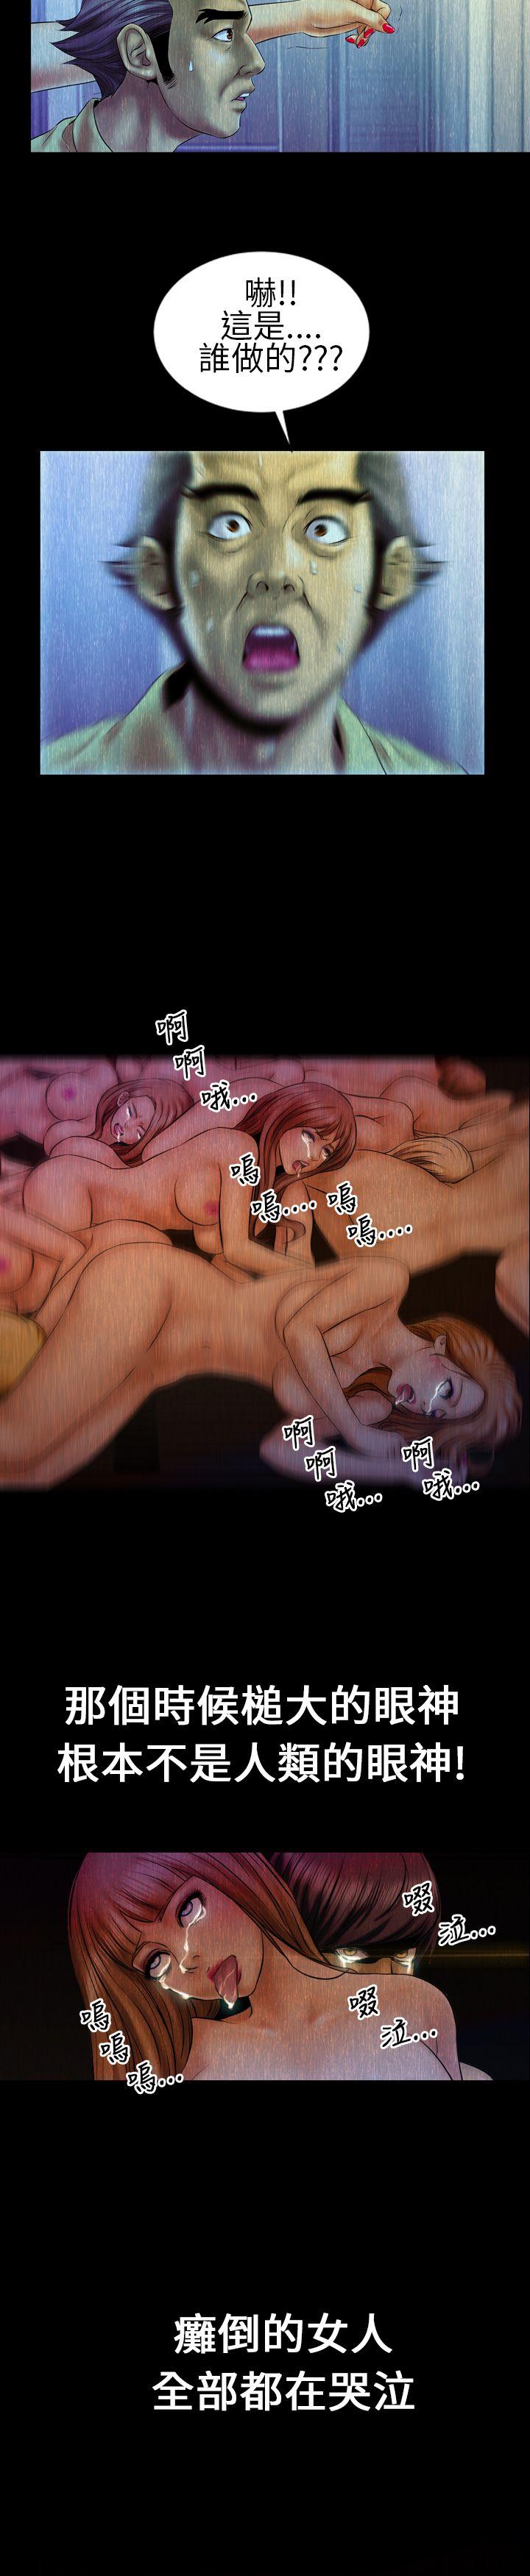 嚇!!
這是....
誰做的???
啊
啊
哦...
嗚
嗚....
嗚
嗚....
啊
啊
哦...
啊
哦...
那個時候槌大的眼神
根本不是人類的眼神!
啜
泣...
啜
泣...
嗚
嗚
嗚...
癱倒的女人
全部都在哭泣